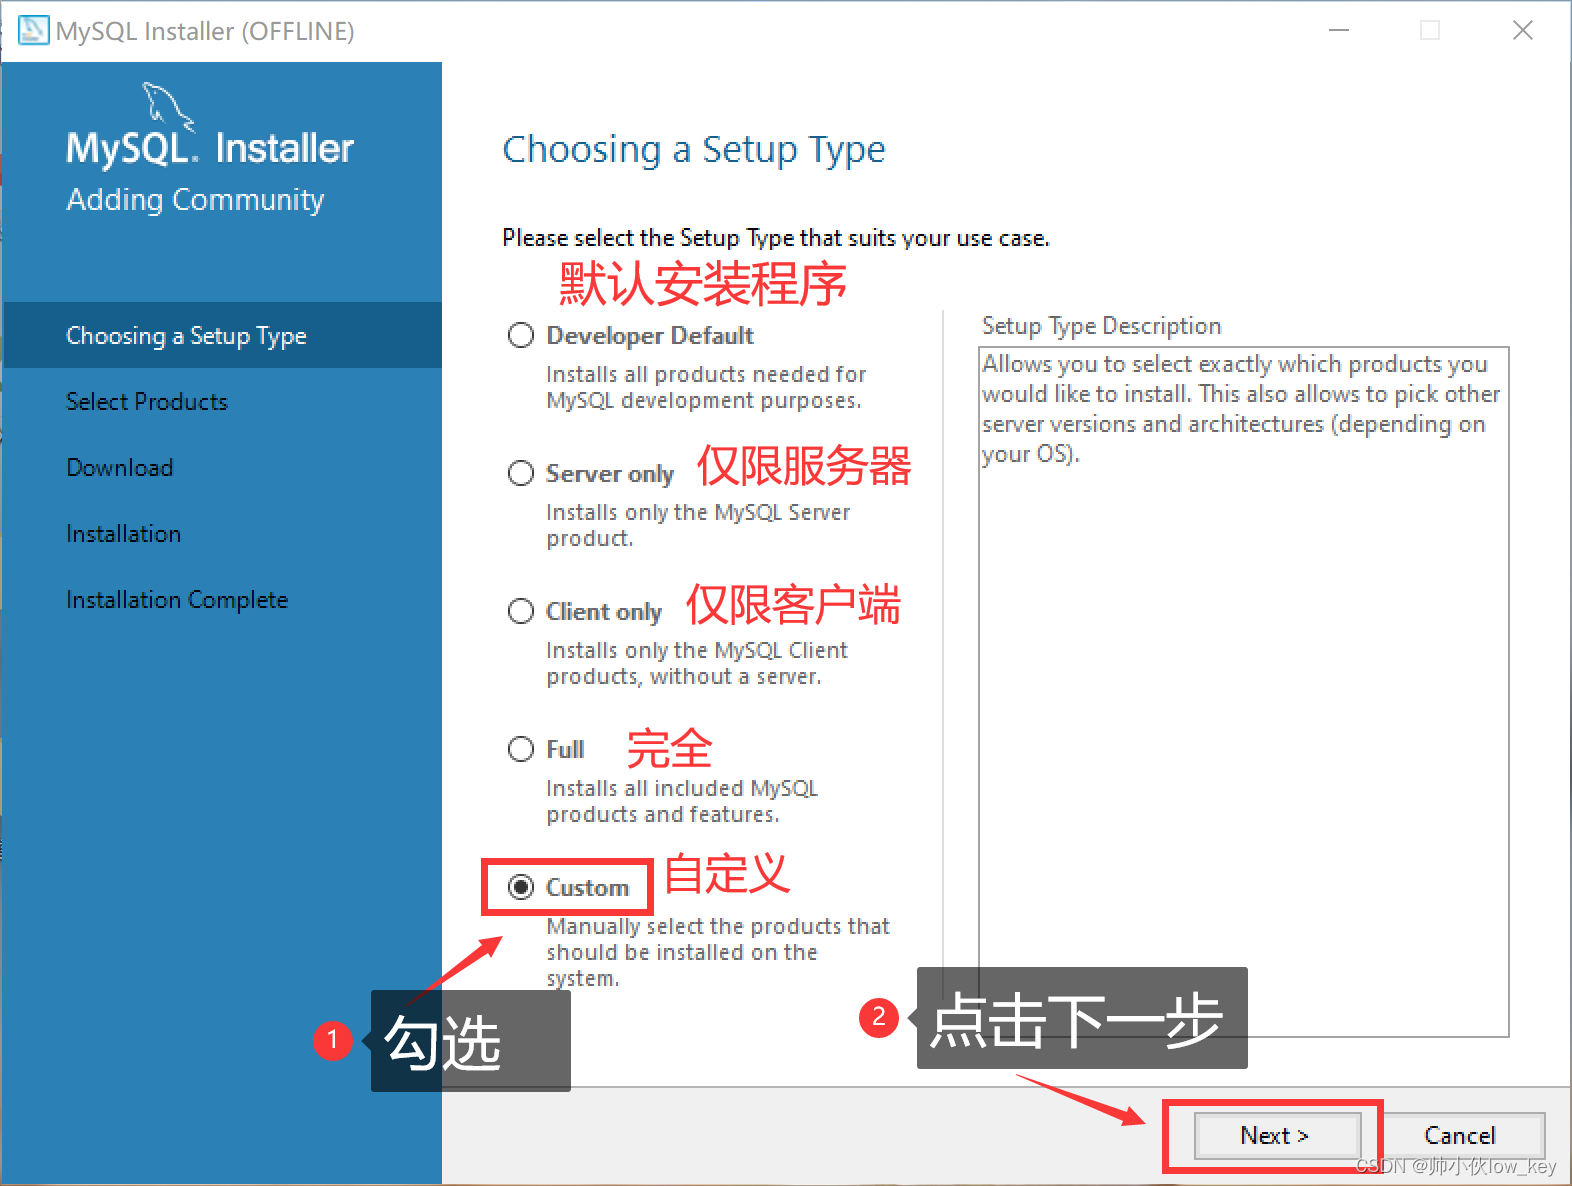 MySQL Installer (OFFLINE)
MySQL. Installer
Adding Community
Choosing a Setup Type
Select Products
Download
Installation
Installation Complete
Choosing a Setup Type
Please select the Setup Type that suits your use case.
默认安装程序
Developer Default
Installs all products needed for
MySQL development purposes.
Server only 仅限服务器
Installs only the MySQL Server
product.
Client only 仅限客户端
Installs only the MySQL Client
products, without a server.
Full 完全
Installs all included MySQL
products and features.
Custom 自定义
Manually select the products that
should be installed on the
system.
Setup Type Description
Allows you to select exactly which products you
would like to install. This also allows to pick other
server versions and architectures (depending on
your OS).
1 勾选
2 点击下一步
Next >
Cancel
CSDN @帅小伙low_key